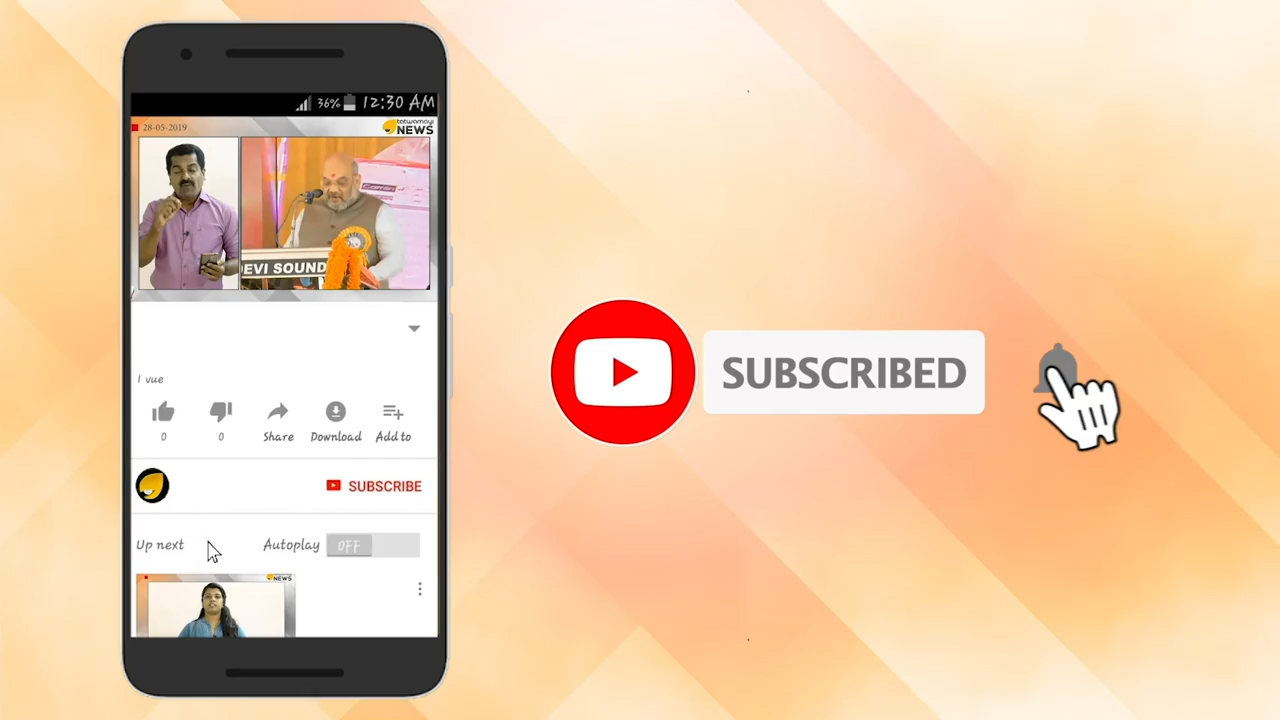 36% 12:30 AM
28-05-2019
tatwamayi
NEWS
DEVI SOUND
1 vue
0 0 Share Download Add to
SUBSCRIBE
Up next Autoplay OFF
NEWS
SUBSCRIBED